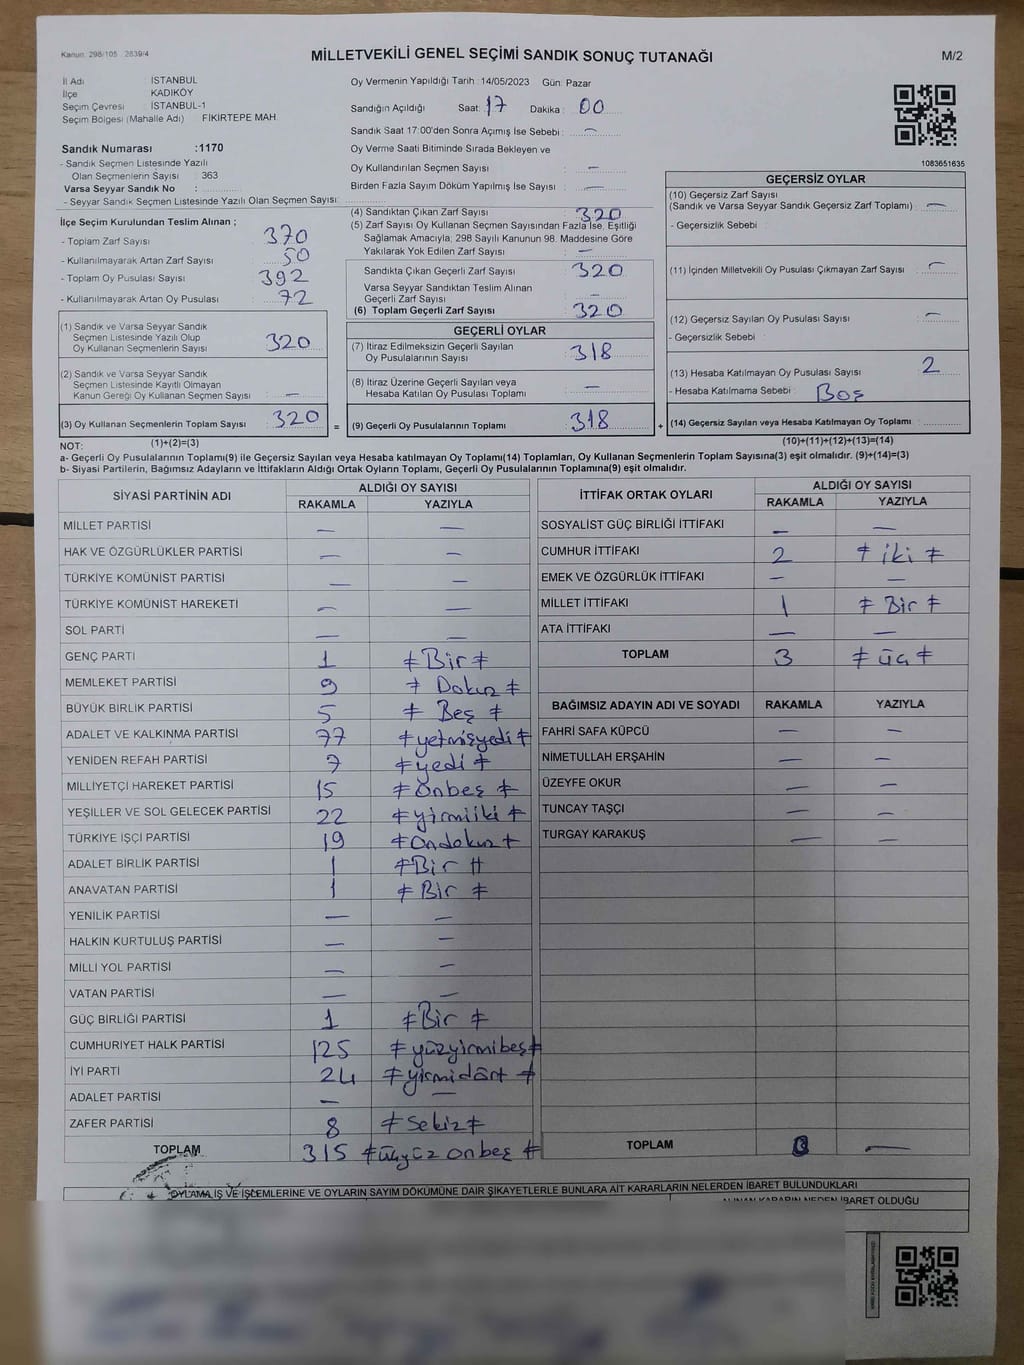 Kanun: 298/105 2839/4
MİLLETVEKİLİ GENEL SEÇİMİ SANDIK SONUÇ TUTANAĞI
M/2
İl Adı : İSTANBUL
İlçe : KADIKÖY
Seçim Çevresi : İSTANBUL-1
Seçim Bölgesi (Mahalle Adı) FİKİRTEPE MAH.
Sandık Numarası :1170
- Sandık Seçmen Listesinde Yazılı
Olan Seçmenlerin Sayısı : 363
Varsa Seyyar Sandık No :
- Seyyar Sandık Seçmen Listesinde Yazılı Olan Seçmen Sayısı:
İlçe Seçim Kurulundan Teslim Alınan ;
- Toplam Zarf Sayısı : 370
- Kullanılmayarak Artan Zarf Sayısı : 50
- Toplam Oy Pusulası Sayısı : 392
- Kullanılmayarak Artan Oy Pusulası : 72
(1) Sandık ve Varsa Seyyar Sandık
Seçmen Listesinde Yazılı Olup
Oy Kullanan Seçmenlerin Sayısı : 320
(2) Sandık ve Varsa Seyyar Sandık
Seçmen Listesinde Kayıtlı Olmayan
Kanun Gereği Oy Kullanan Seçmen Sayısı : —
(3) Oy Kullanan Seçmenlerin Toplam Sayısı : 320
(1)+(2)=(3)
Oy Vermenin Yapıldığı Tarih : 14/05/2023 Gün: Pazar
Sandığın Açıldığı Saat: 17 Dakika : 00
Sandık Saat 17:00'den Sonra Açımış İse Sebebi : —
Oy Verme Saati Bitiminde Sırada Bekleyen ve
Oy Kullandırılan Seçmen Sayısı : —
Birden Fazla Sayım Döküm Yapılmış İse Sayısı : —
(4) Sandıktan Çıkan Zarf Sayısı : 320
(5) Zarf Sayısı Oy Kullanan Seçmen Sayısından Fazla İse, Eşitliği
Sağlamak Amacıyla; 298 Sayılı Kanunun 98. Maddesine Göre
Yakılarak Yok Edilen Zarf Sayısı : —
Sandıkta Çıkan Geçerli Zarf Sayısı : 320
Varsa Seyyar Sandıktan Teslim Alınan
Geçerli Zarf Sayısı : —
(6) Toplam Geçerli Zarf Sayısı : 320
GEÇERLİ OYLAR
(7) İtiraz Edilmeksizin Geçerli Sayılan
Oy Pusulalarının Sayısı : 318
(8) İtiraz Üzerine Geçerli Sayılan veya
Hesaba Katılan Oy Pusulası Toplamı : —
= (9) Geçerli Oy Pusulalarının Toplamı : 318 +
1083651635
GEÇERSİZ OYLAR
(10) Geçersiz Zarf Sayısı
(Sandık ve Varsa Seyyar Sandık Geçersiz Zarf Toplamı) : —
- Geçersizlik Sebebi :
(11) İçinden Milletvekili Oy Pusulası Çıkmayan Zarf Sayısı : —
(12) Geçersiz Sayılan Oy Pusulası Sayısı : —
- Geçersizlik Sebebi :
(13) Hesaba Katılmayan Oy Pusulası Sayısı : 2
- Hesaba Katılmama Sebebi : Boş
(14) Geçersiz Sayılan veya Hesaba Katılmayan Oy Toplamı :
(10)+(11)+(12)+(13)=(14)
NOT:
a- Geçerli Oy Pusulalarının Toplamı(9) ile Geçersiz Sayılan veya Hesaba katılmayan Oy Toplamı(14) Toplamları, Oy Kullanan Seçmenlerin Toplam Sayısına(3) eşit olmalıdır. (9)+(14)=(3)
b- Siyasi Partilerin, Bağımsız Adayların ve İttifakların Aldığı Ortak Oyların Toplamı, Geçerli Oy Pusulalarının Toplamına(9) eşit olmalıdır.
SİYASİ PARTİNİN ADI ALDIĞI OY SAYISI
RAKAMLA YAZIYLA
MİLLET PARTİSİ — —
HAK VE ÖZGÜRLÜKLER PARTİSİ — —
TÜRKİYE KOMÜNİST PARTİSİ — —
TÜRKİYE KOMÜNİST HAREKETİ — —
SOL PARTİ — —
GENÇ PARTİ 1 ≠ Bir ≠
MEMLEKET PARTİSİ 9 ≠ Dokuz ≠
BÜYÜK BİRLİK PARTİSİ 5 ≠ Beş ≠
ADALET VE KALKINMA PARTİSİ 77 ≠ yetmişyedi ≠
YENİDEN REFAH PARTİSİ 7 ≠ yedi ≠
MİLLİYETÇİ HAREKET PARTİSİ 15 ≠ onbeş ≠
YEŞİLLER VE SOL GELECEK PARTİSİ 22 ≠ yirmiiki ≠
TÜRKİYE İŞÇİ PARTİSİ 19 ≠ Ondokuz ≠
ADALET BİRLİK PARTİSİ 1 ≠ Bir ≠
ANAVATAN PARTİSİ 1 ≠ Bir ≠
YENİLİK PARTİSİ — —
HALKIN KURTULUŞ PARTİSİ — —
MİLLİ YOL PARTİSİ — —
VATAN PARTİSİ — —
GÜÇ BİRLİĞİ PARTİSİ 1 ≠ Bir ≠
CUMHURİYET HALK PARTİSİ 125 ≠ yüzyirmibeş ≠
İYİ PARTİ 24 ≠ yirmidört ≠
ADALET PARTİSİ — —
ZAFER PARTİSİ 8 ≠ Sekiz ≠
TOPLAM 315 ≠ üçyüz onbeş ≠
İTTİFAK ORTAK OYLARI ALDIĞI OY SAYISI
RAKAMLA YAZIYLA
SOSYALİST GÜÇ BİRLİĞİ İTTİFAKI — —
CUMHUR İTTİFAKI 2 ≠ iki ≠
EMEK VE ÖZGÜRLÜK İTTİFAKI — —
MİLLET İTTİFAKI 1 ≠ Bir ≠
ATA İTTİFAKI — —
TOPLAM 3 ≠ üç ≠
BAĞIMSIZ ADAYIN ADI VE SOYADI RAKAMLA YAZIYLA
FAHRİ SAFA KÜPCÜ — —
NİMETULLAH ERŞAHİN — —
ÜZEYFE OKUR — —
TUNCAY TAŞÇI — —
TURGAY KARAKUŞ — —
TOPLAM —
OYLAMA İŞ VE İŞLEMLERİNE VE OYLARIN SAYIM DÖKÜMÜNE DAİR ŞİKAYETLERLE BUNLARA AİT KARARLARIN NELERDEN İBARET BULUNDUKLARI
ALINAN KARARIN NEDEN İBARET OLDUĞU